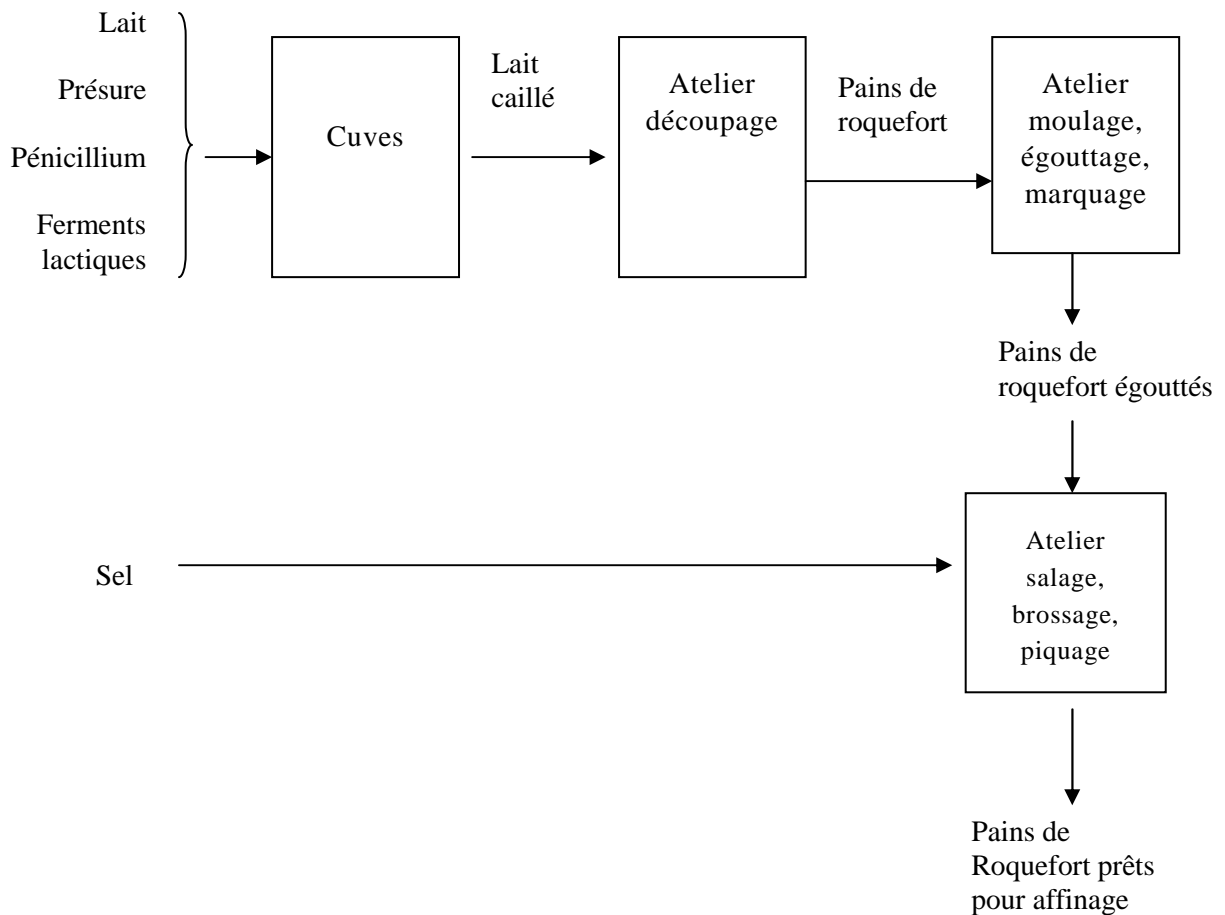 Lait
Présure
Pénicillium
Ferments
lactiques
Cuves
Lait
caillé
Atelier
découpage
Pains de
roquefort
Atelier
moulage,
égouttage,
marquage
Pains de
roquefort égouttés
Sel
Atelier
salage,
brossage,
piquage
Pains de
Roquefort prêts
pour affinage